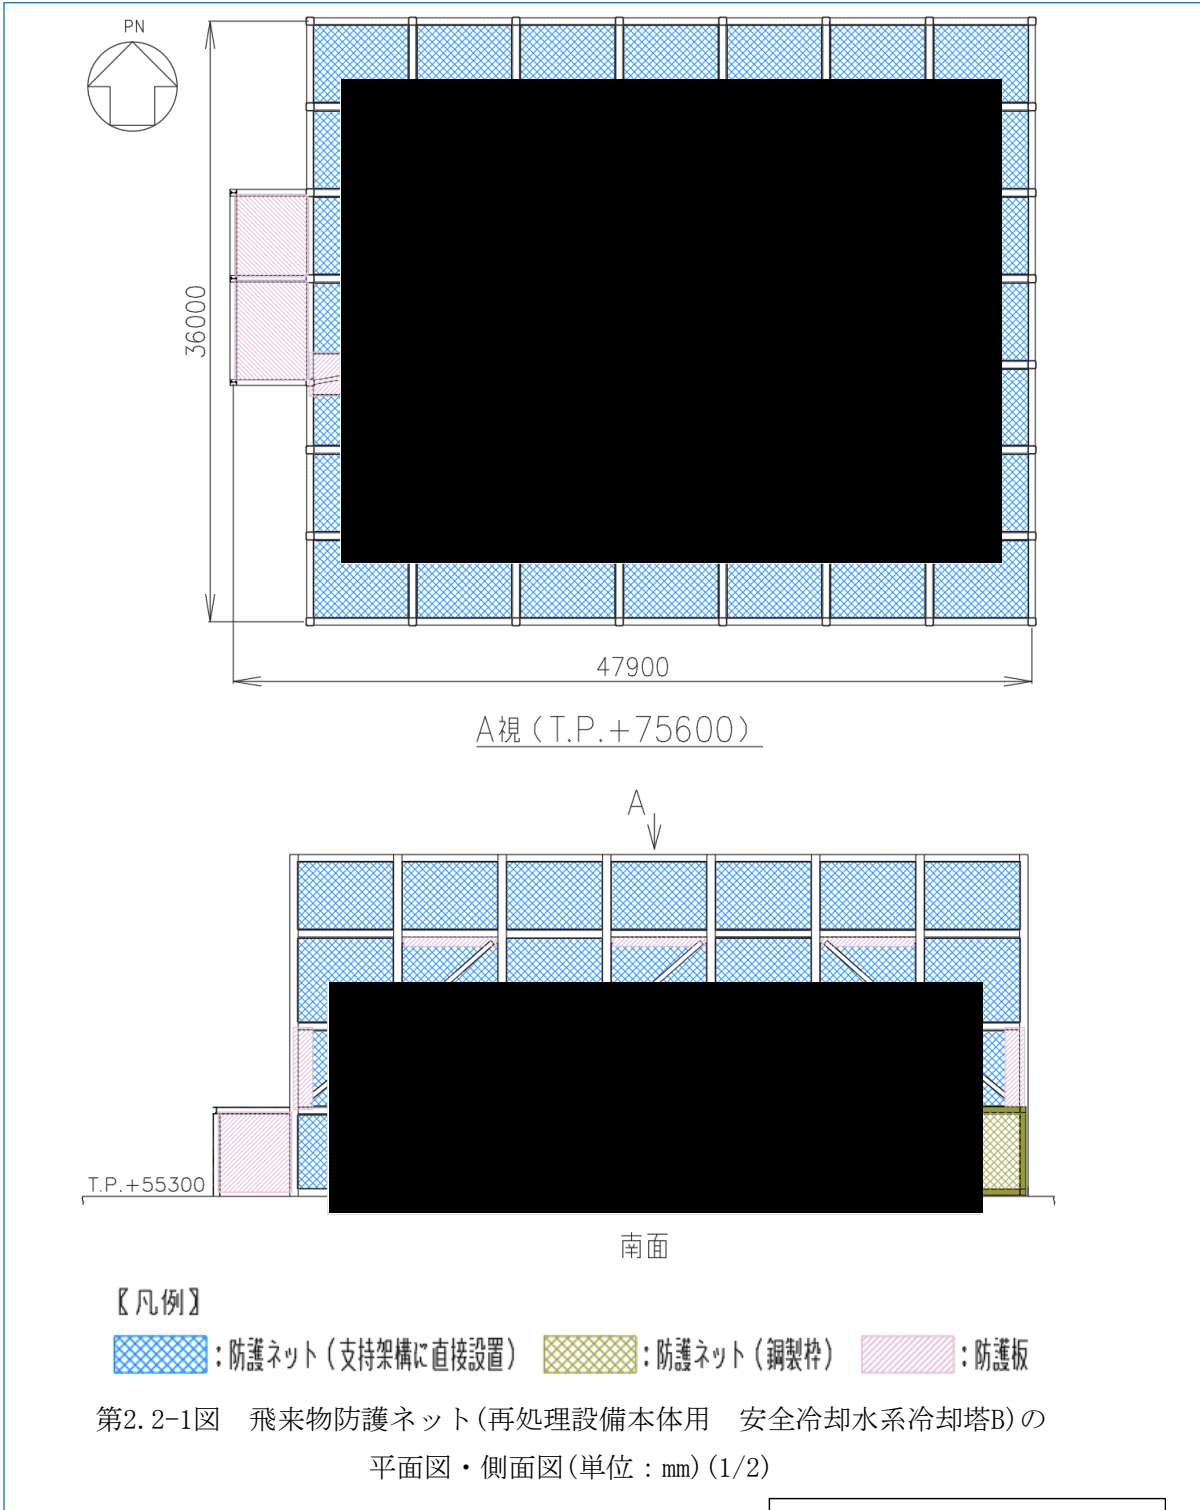 PN
36000
47900
A視(T.P.+75600)
A
T.P.+55300
南面
【凡例】
:防護ネット(支持架構に直接設置)
:防護ネット(鋼製枠)
:防護板
第2.2-1図 飛来物防護ネット(再処理設備本体用 安全冷却水系冷却塔B)の
平面図・側面図(単位:mm)(1/2)